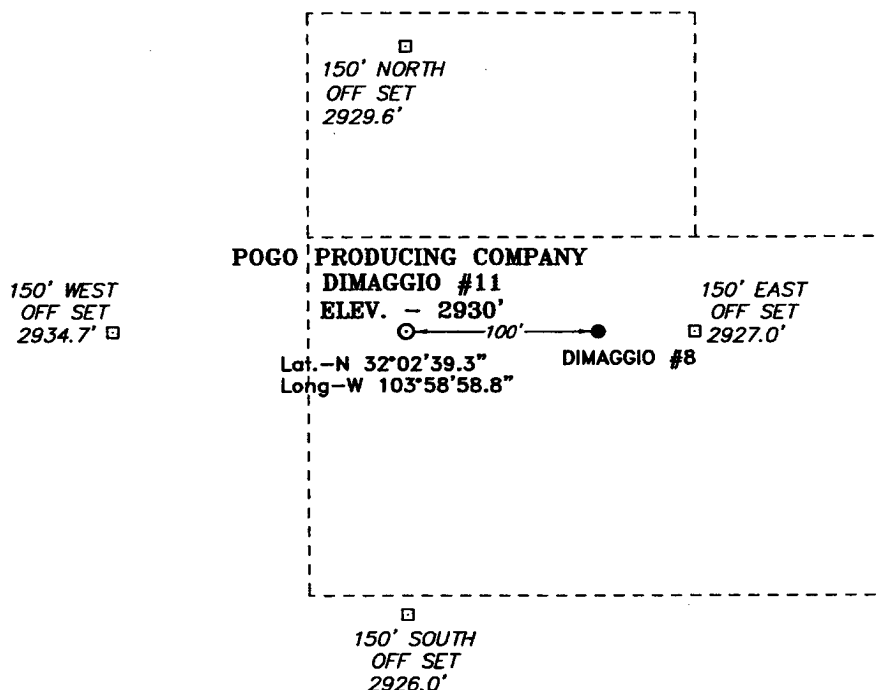 150' NORTH
OFF SET
2929.6'
POGO PRODUCING COMPANY
DIMAGGIO #11
ELEV. - 2930'
150' WEST
OFF SET
2934.7'
100'
150' EAST
OFF SET
2927.0'
DIMAGGIO #8
Lat.-N 32°02'39.3"
Long-W 103°58'58.8"
150' SOUTH
OFF SET
2926.0'